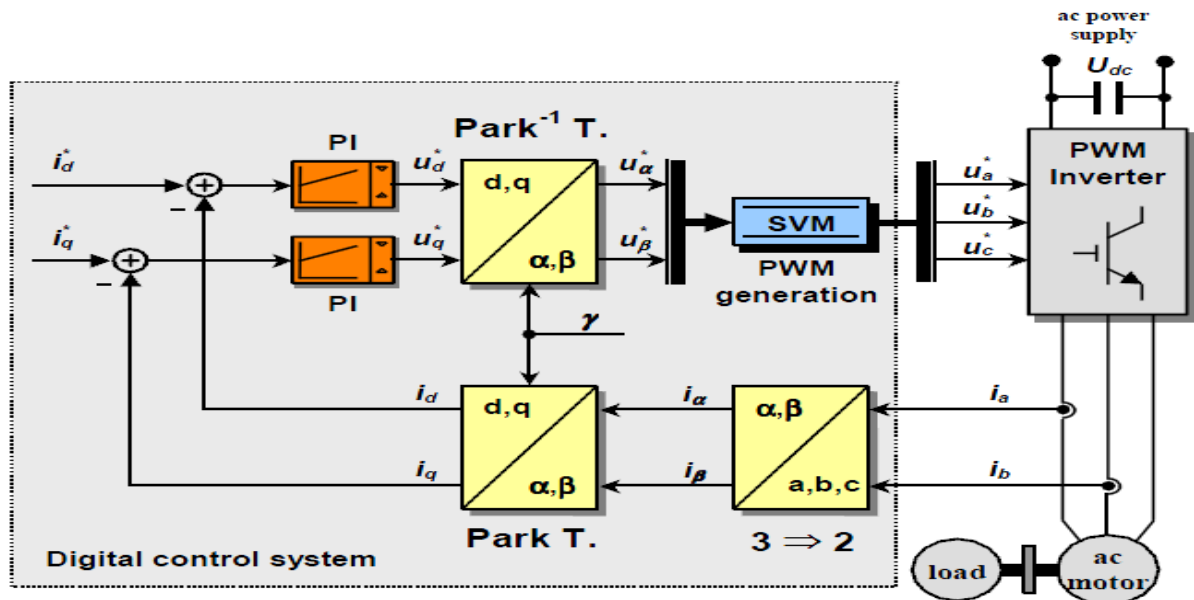 ac power
supply
U_dc
Park⁻¹ T.
PI
i_d^*
u_d^*
d,q
u_α^*
PWM
Inverter
u_a^*
i_q^*
u_q^*
α,β
u_β^*
SVM
u_b^*
u_c^*
PI
PWM
generation
γ
i_d
d,q
i_α
α,β
i_a
i_q
α,β
i_β
a,b,c
i_b
Park T.
3 ⇒ 2
Digital control system
load
ac
motor